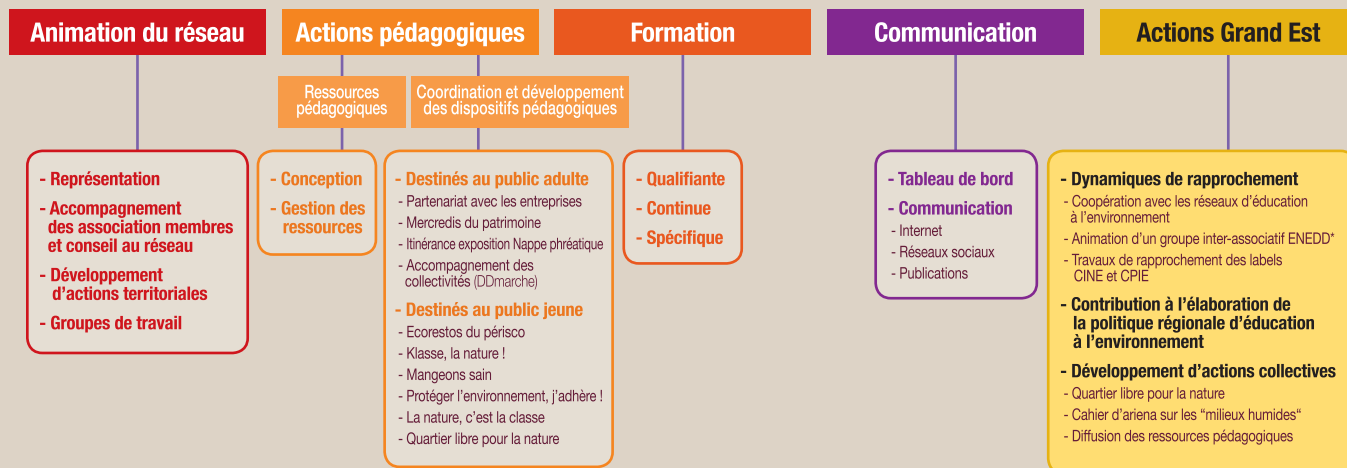 Animation du réseau
- Représentation
- Accompagnement
des association membres
et conseil au réseau
- Développement
d'actions territoriales
- Groupes de travail
Actions pédagogiques
Ressources
pédagogiques
- Conception
- Gestion des
ressources
Coordination et développement
des dispositifs pédagogiques
- Destinés au public adulte
- Partenariat avec les entreprises
- Mercredis du patrimoine
- Itinérance exposition Nappe phréatique
- Accompagnement des
collectivités (DDmarche)
- Destinés au public jeune
- Ecorestos du périsco
- Klasse, la nature !
- Mangeons sain
- Protéger l'environnement, j'adhère !
- La nature, c'est la classe
- Quartier libre pour la nature
Formation
- Qualifiante
- Continue
- Spécifique
Communication
- Tableau de bord
- Communication
- Internet
- Réseaux sociaux
- Publications
Actions Grand Est
- Dynamiques de rapprochement
- Coopération avec les réseaux d'éducation
à l'environnement
- Animation d'un groupe inter-associatif ENEDD*
- Travaux de rapprochement des labels
CINE et CPIE
- Contribution à l'élaboration de
la politique régionale d'éducation
à l'environnement
- Développement d'actions collectives
- Quartier libre pour la nature
- Cahier d'ariena sur les “milieux humides“
- Diffusion des ressources pédagogiques